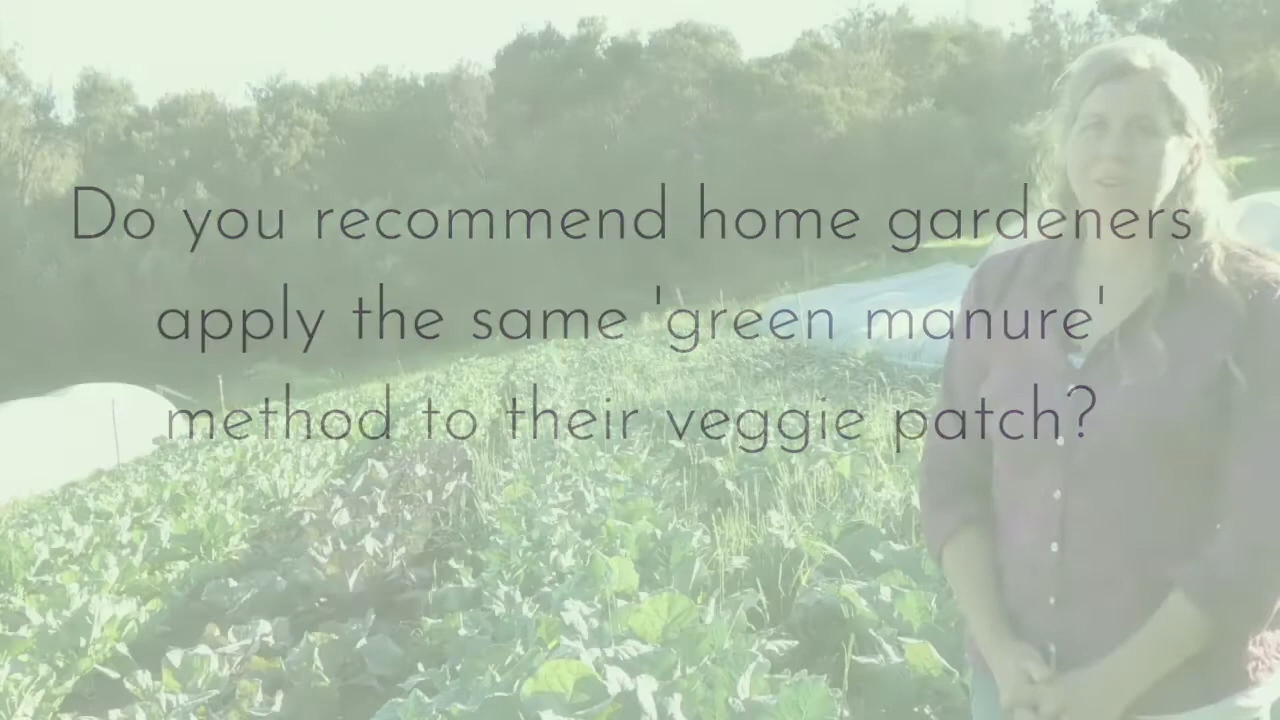 Do you recommend home gardeners
apply the same 'green manure'
method to their veggie patch?